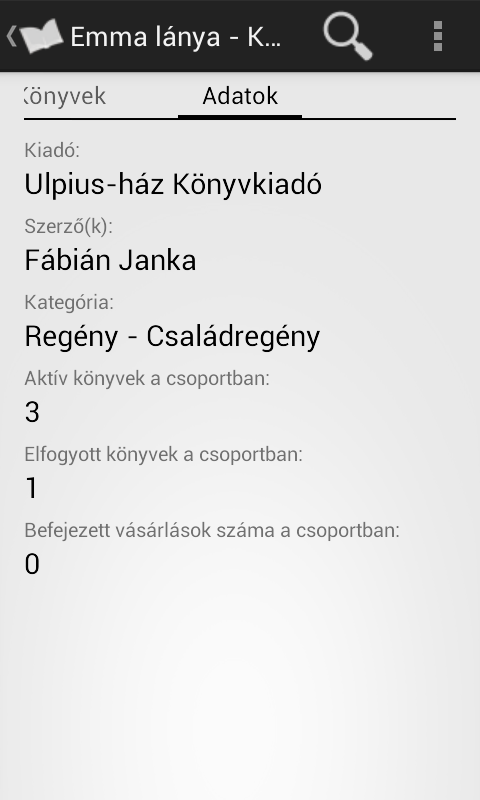 Emma lánya - K...
Könyvek Adatok
Kiadó:
Ulpius-ház Könyvkiadó
Szerző(k):
Fábián Janka
Kategória:
Regény - Családregény
Aktív könyvek a csoportban:
3
Elfogyott könyvek a csoportban:
1
Befejezett vásárlások száma a csoportban:
0